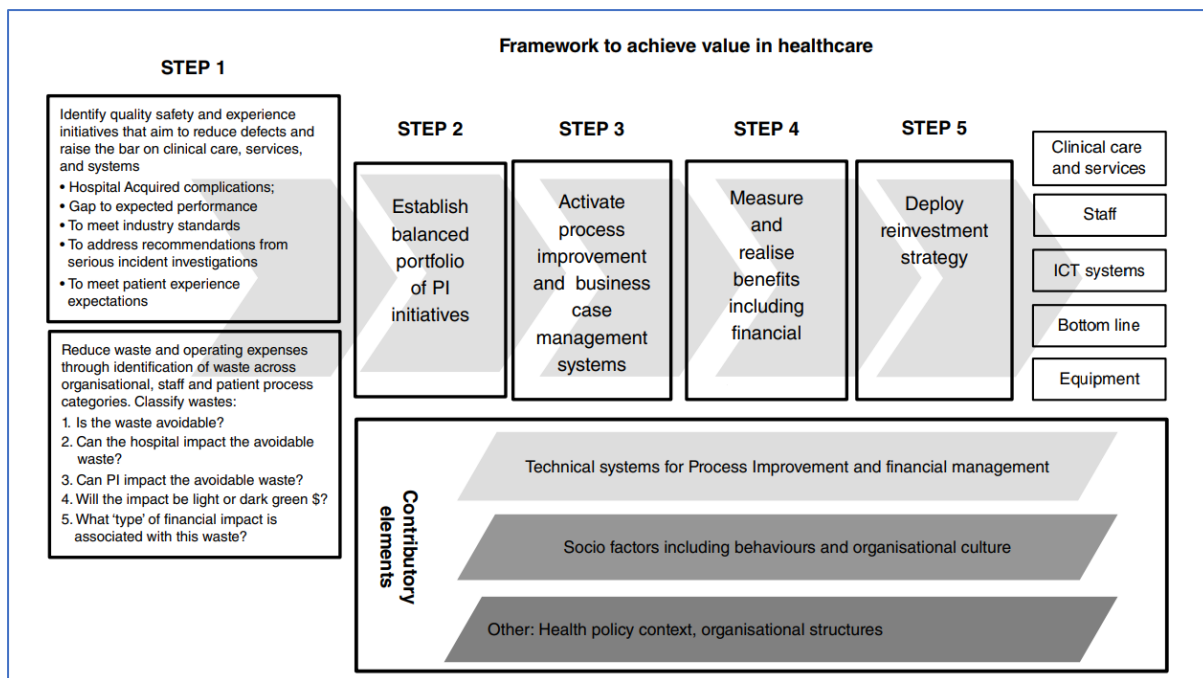 Framework to achieve value in healthcare
STEP 1
Identify quality safety and experience
initiatives that aim to reduce defects and
raise the bar on clinical care, services,
and systems
• Hospital Acquired complications;
• Gap to expected performance
• To meet industry standards
• To address recommendations from
serious incident investigations
• To meet patient experience
expectations
Reduce waste and operating expenses
through identification of waste across
organisational, staff and patient process
categories. Classify wastes:
1. Is the waste avoidable?
2. Can the hospital impact the avoidable
waste?
3. Can PI impact the avoidable waste?
4. Will the impact be light or dark green $?
5. What ‘type’ of financial impact is
associated with this waste?
STEP 2
Establish
balanced
portfolio
of PI
initiatives
STEP 3
Activate
process
improvement
and business
case
management
systems
STEP 4
Measure
and
realise
benefits
including
financial
STEP 5
Deploy
reinvestment
strategy
Clinical care
and services
Staff
ICT systems
Bottom line
Equipment
Contributory
elements
Technical systems for Process Improvement and financial management
Socio factors including behaviours and organisational culture
Other: Health policy context, organisational structures